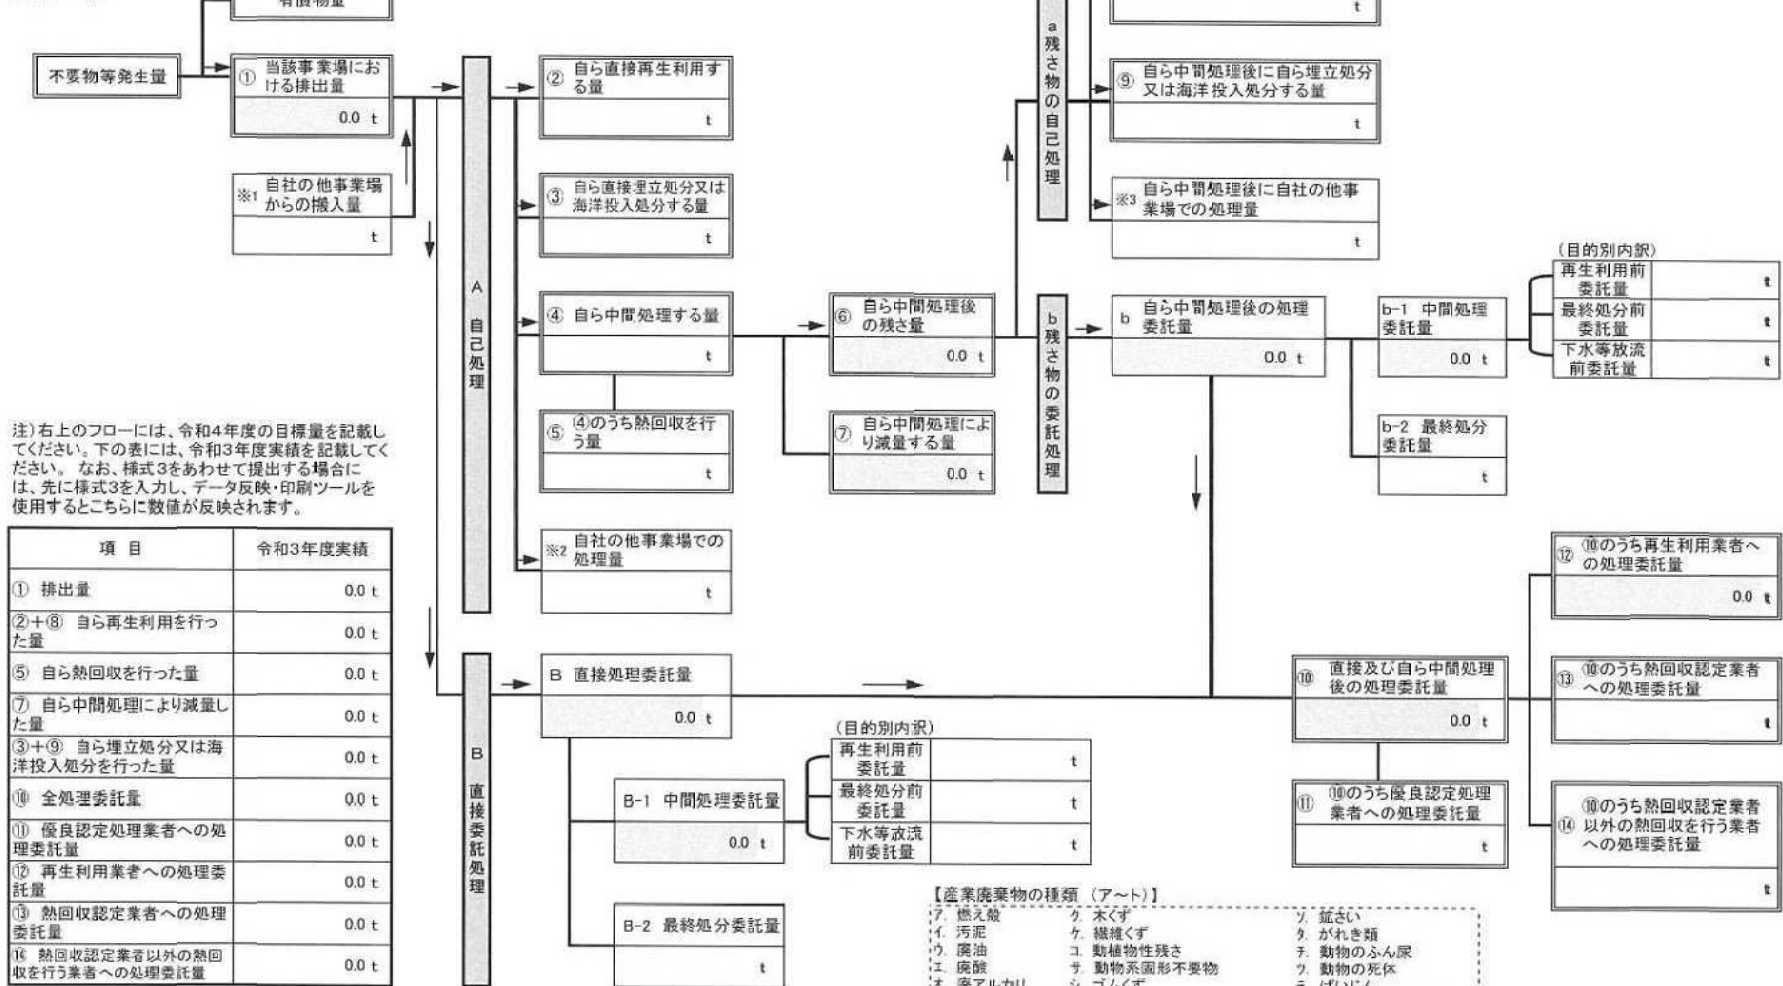 有償物量
不要物等発生量
① 当該事業場にお
ける排出量
0.0 t
※1 自社の他事業場
からの搬入量
t
A 自己処理
② 自ら直接再生利用す
る量
t
③ 自ら直接埋立処分又は
海洋投入処分する量
t
④ 自ら中間処理する量
t
⑤ ④のうち熱回収を行
う量
t
※2 自社の他事業場での
処理量
t
⑥ 自ら中間処理後
の残さ量
0.0 t
⑦ 自ら中間処理によ
り減量する量
0.0 t
a 残さ物の自己処理
t
⑨ 自ら中間処理後に自ら埋立処分
又は海洋投入処分する量
t
※3 自ら中間処理後に自社の他事
業場での処理量
t
b 残さ物の委託処理
b 自ら中間処理後の処理
委託量
0.0 t
b-1 中間処理
委託量
0.0 t
(目的別内訳)
再生利用前
委託量 t
最終処分前
委託量 t
下水等放流
前委託量 t
b-2 最終処分
委託量
t
注)右上のフローには、令和4年度の目標量を記載し
てください。下の表には、令和3年度実績を記載してく
ださい。 なお、様式3をあわせて提出する場合に
は、先に様式3を入力し、データ反映・印刷ツールを
使用するとこちらに数値が反映されます。
項 目 令和3年度実績
① 排出量 0.0 t
②+⑧ 自ら再生利用を行っ
た量 0.0 t
⑤ 自ら熱回収を行った量 0.0 t
⑦ 自ら中間処理により減量し
た量 0.0 t
③+⑨ 自ら埋立処分又は海
洋投入処分を行った量 0.0 t
⑩ 全処理委託量 0.0 t
⑪ 優良認定処理業者への処
理委託量 0.0 t
⑫ 再生利用業者への処理委
託量 0.0 t
⑬ 熱回収認定業者への処理
委託量 0.0 t
⑭ 熱回収認定業者以外の熱回
収を行う業者への処理委託量 0.0 t
B 直接委託処理
B 直接処理委託量
0.0 t
B-1 中間処理委託量
0.0 t
(目的別内訳)
再生利用前
委託量 t
最終処分前
委託量 t
下水等放流
前委託量 t
B-2 最終処分委託量
t
⑩ 直接及び自ら中間処理
後の処理委託量
0.0 t
⑪ ⑩のうち優良認定処理
業者への処理委託量
t
⑫ ⑩のうち再生利用業者へ
の処理委託量
0.0 t
⑬ ⑩のうち熱回収認定業者
への処理委託量
t
⑭ ⑩のうち熱回収認定業者
以外の熱回収を行う業者
への処理委託量
t
【産業廃棄物の種類 (ア～ト)】
ア. 燃え殻 ク. 木くず ソ. 鉱さい
イ. 汚泥 ケ. 繊維くず タ. がれき類
ウ. 廃油 コ. 動植物性残さ チ. 動物のふん尿
エ. 廃酸 サ. 動物系固形不要物 ツ. 動物の死体
オ. 廃アルカリ シ. ゴムくず テ. ばいじん